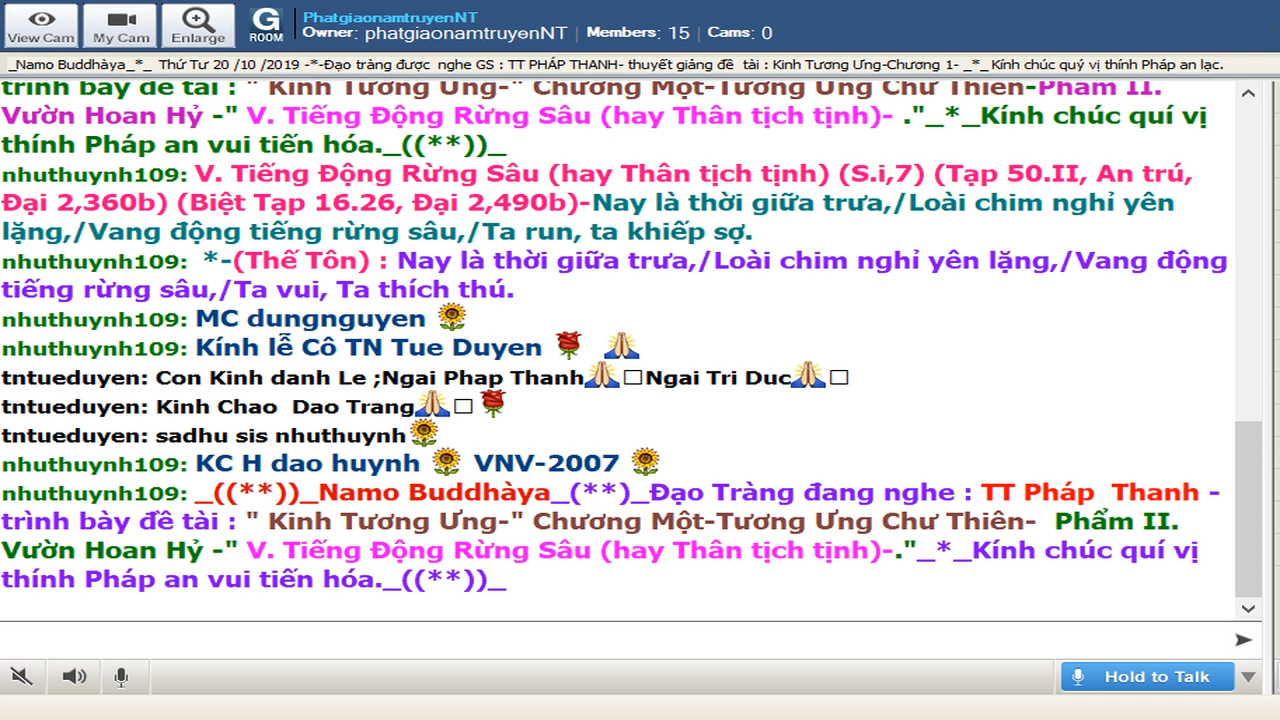 PhatgiaonamtruyenNT
View Cam
My Cam
Enlarge
G ROOM
Owner: phatgiaonamtruyenNT | Members: 15 | Cams: 0
_Namo Buddhàya_*_ Thứ Tư 20 /10 /2019 -*-Đạo tràng được nghe GS : TT PHÁP THANH- thuyết giảng đề tài : Kinh Tương Ưng-Chương 1- _*_ Kính chúc quý vị thính Pháp an lạc.
trình bày đề tài : " Kinh Tương Ưng-" Chương Một-Tương Ưng Chư Thiên-Phẩm II.
Vườn Hoan Hỷ -" V. Tiếng Động Rừng Sâu (hay Thân tịch tịnh)- ."_*_Kính chúc quí vị
thính Pháp an vui tiến hóa._((**))_
nhuthuynh109: V. Tiếng Động Rừng Sâu (hay Thân tịch tịnh) (S.i,7) (Tạp 50.II, An trú,
Đại 2,360b) (Biệt Tạp 16.26, Đại 2,490b)-Nay là thời giữa trưa,/Loài chim nghỉ yên
lặng,/Vang động tiếng rừng sâu,/Ta run, ta khiếp sợ.
nhuthuynh109: *-(Thế Tôn) : Nay là thời giữa trưa,/Loài chim nghỉ yên lặng,/Vang động
tiếng rừng sâu,/Ta vui, Ta thích thú.
nhuthuynh109: MC dungnguyen
nhuthuynh109: Kính lễ Cô TN Tue Duyen
tntueduyen: Con Kinh danh Le ;Ngai Phap Thanh Ngai Tri Duc
tntueduyen: Kinh Chao Dao Trang
tntueduyen: sadhu sis nhuthuynh
nhuthuynh109: KC H dao huynh VNV-2007
nhuthuynh109: _((**))_Namo Buddhàya_(**)_Đạo Tràng đang nghe : TT Pháp Thanh -
trình bày đề tài : " Kinh Tương Ưng-" Chương Một-Tương Ưng Chư Thiên- Phẩm II.
Vườn Hoan Hỷ -" V. Tiếng Động Rừng Sâu (hay Thân tịch tịnh)-."_*_Kính chúc quí vị
thính Pháp an vui tiến hóa._((**))_
Hold to Talk